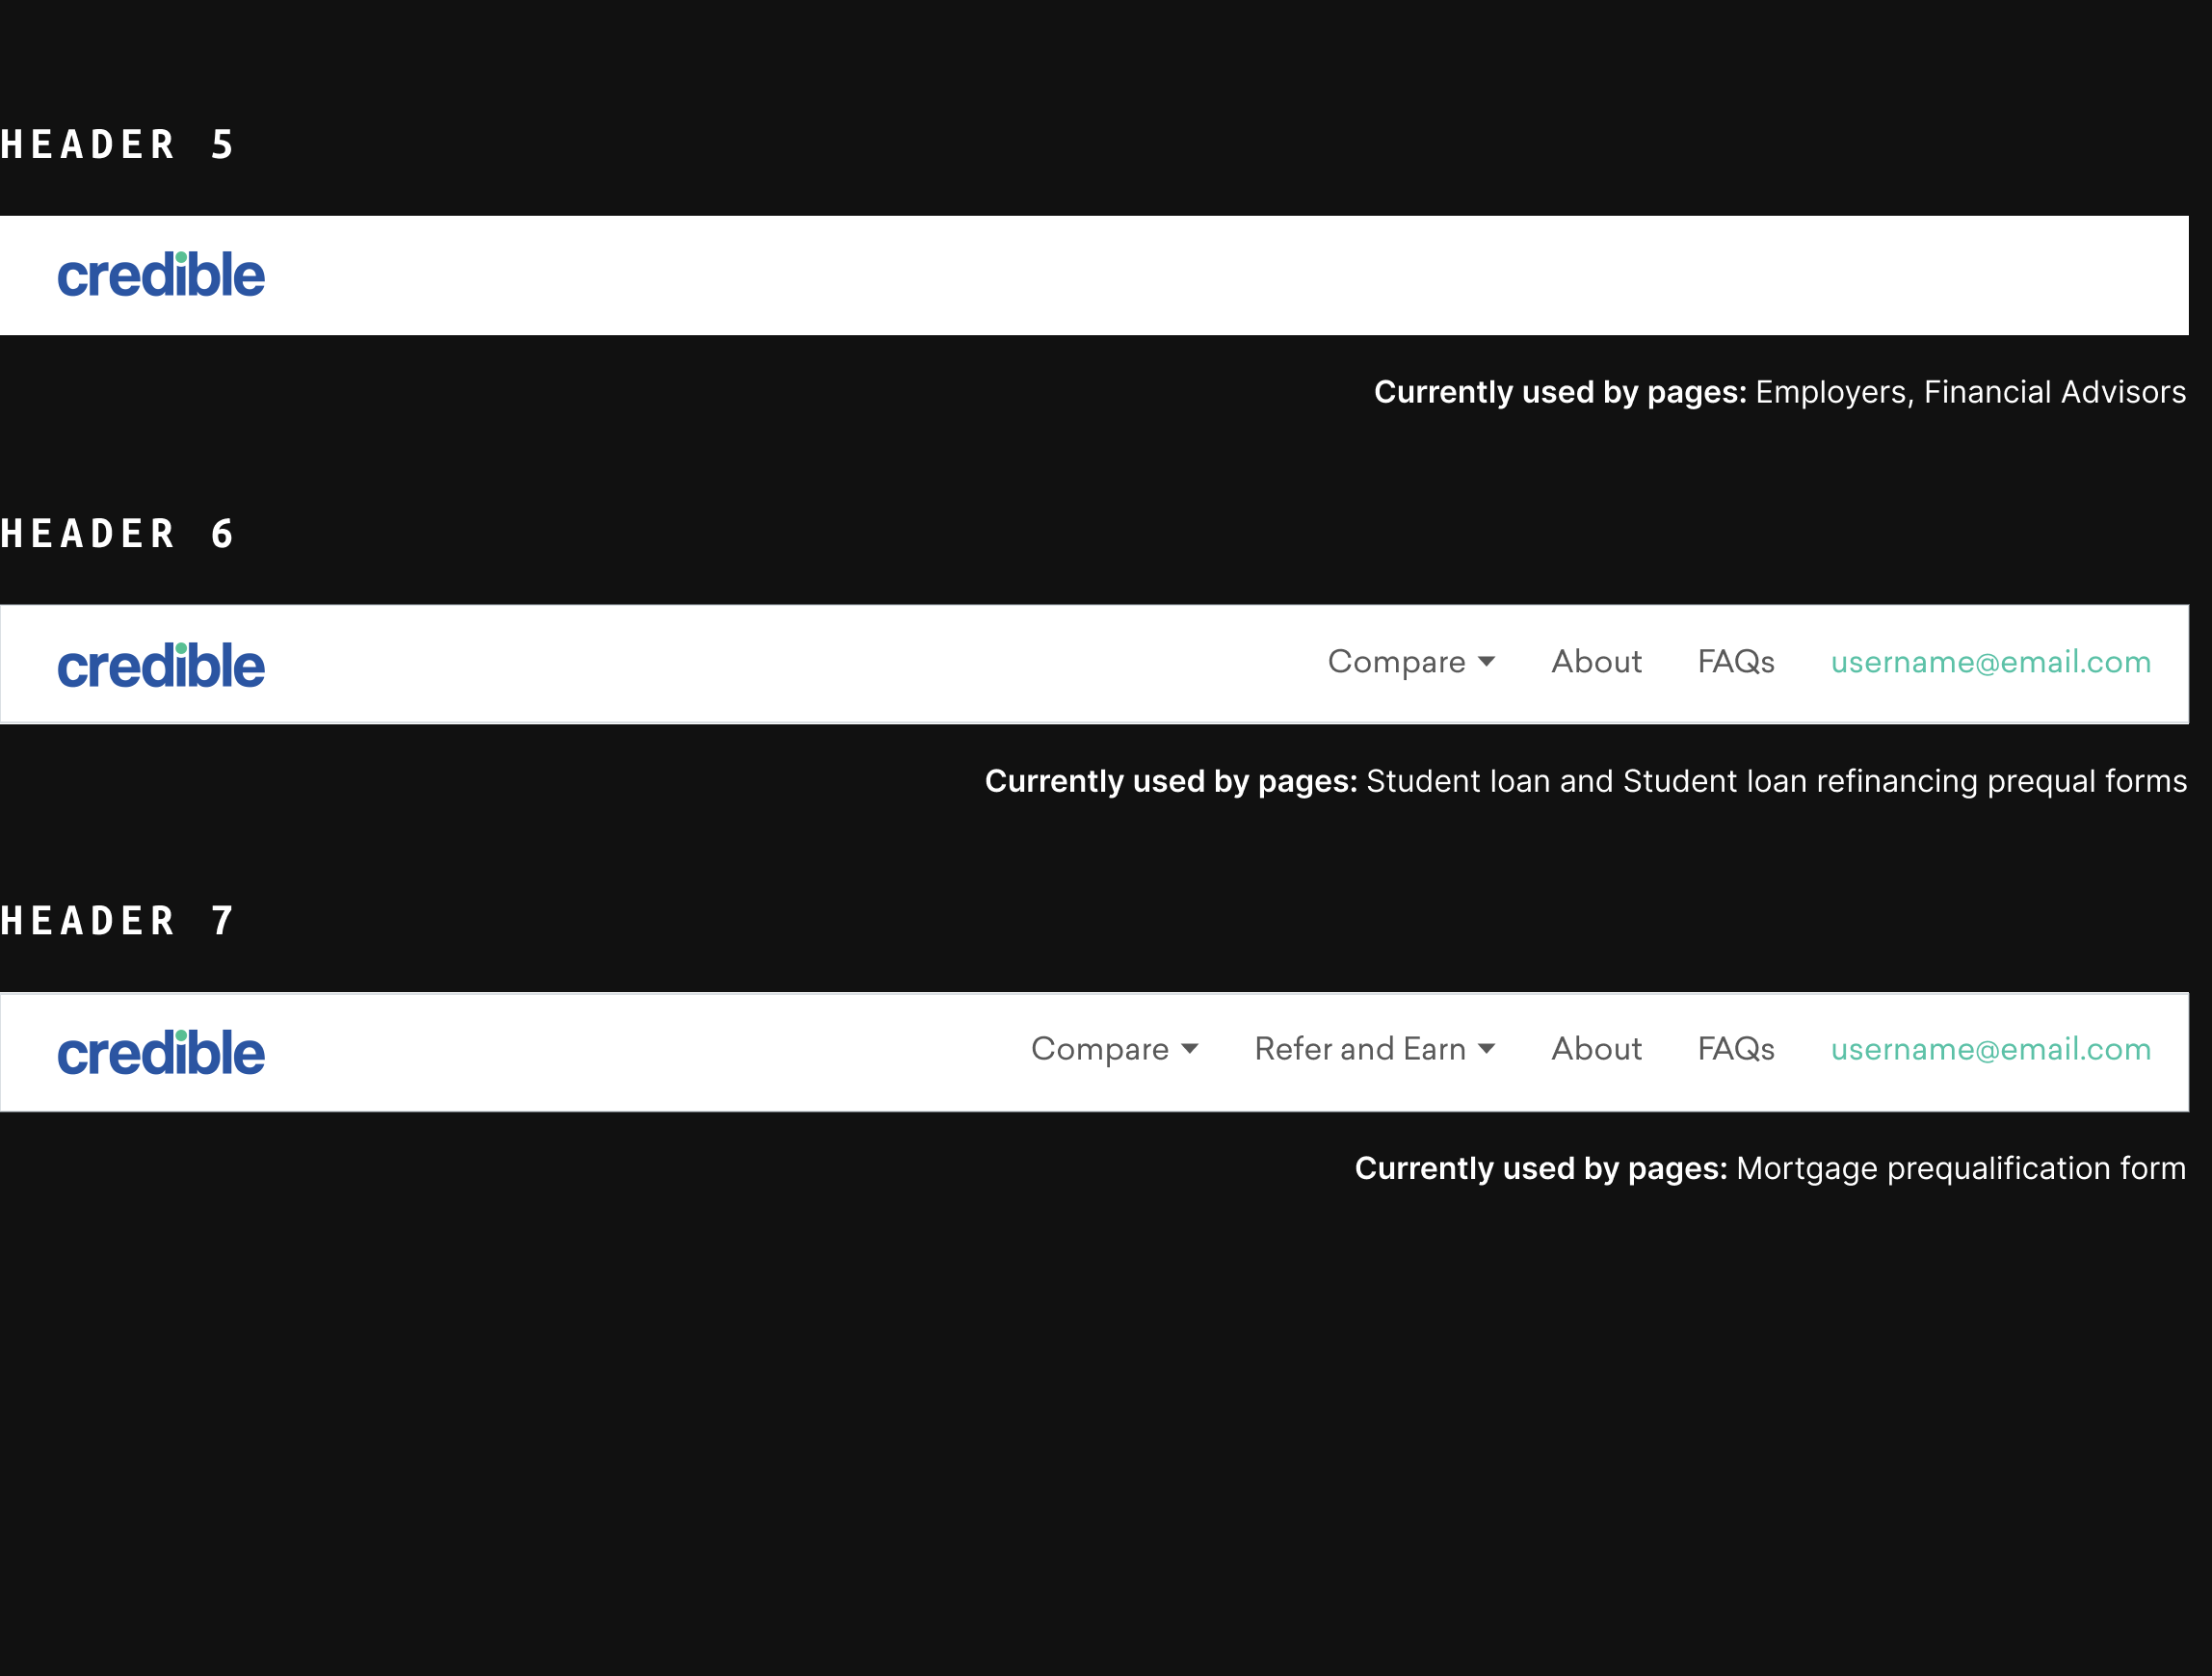 HEADER 5
credible
Currently used by pages: Employers, Financial Advisors
HEADER 6
credible Compare About FAQs username@email.com
Currently used by pages: Student loan and Student loan refinancing prequal forms
HEADER 7
credible Compare Refer and Earn About FAQs username@email.com
Currently used by pages: Mortgage prequalification form